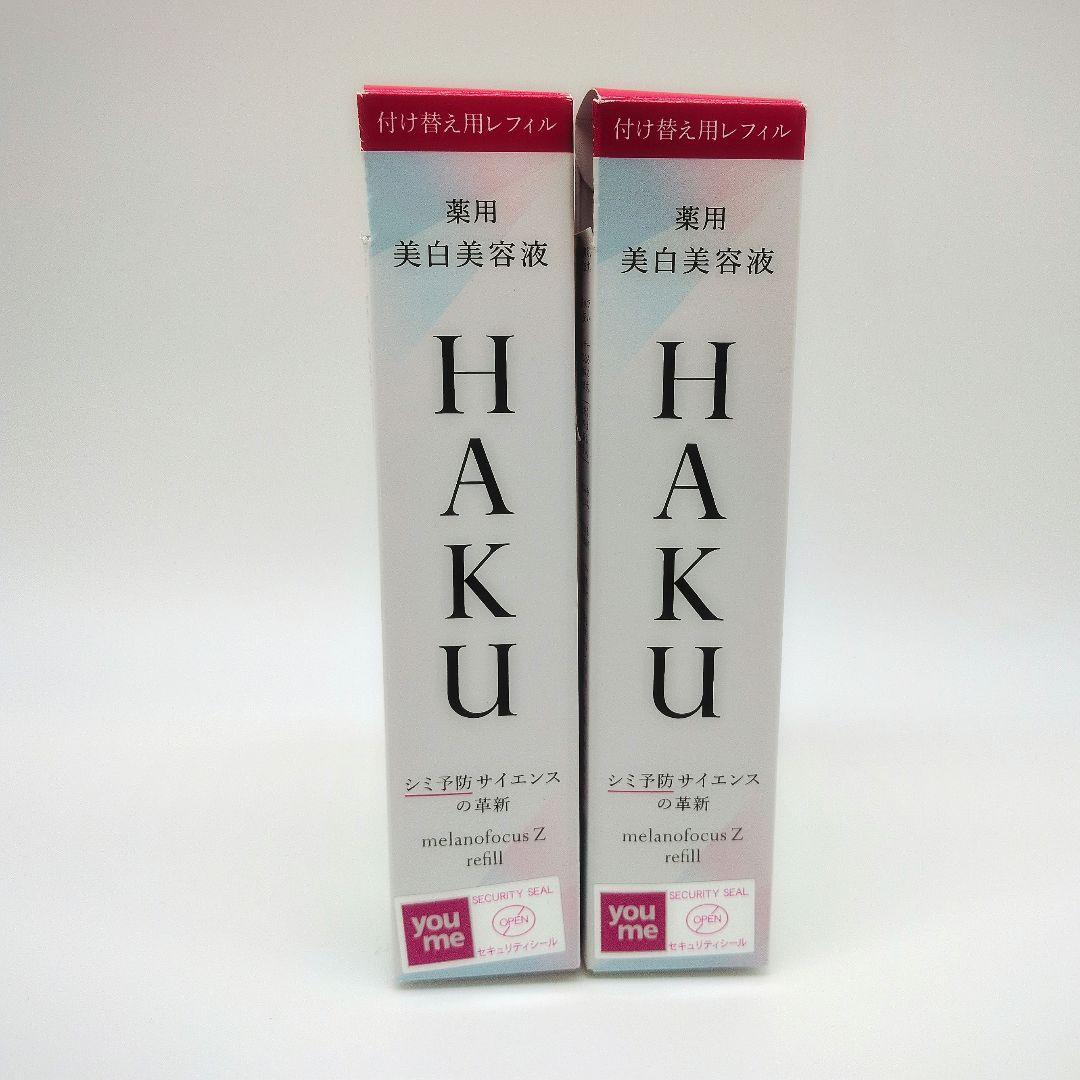 付け替え用レフィル
薬用
美白美容液
HAKU
シミ予防サイエンス
の革新
melanofocus Z
refill
you
me
SECURITY SEAL
OPEN
セキュリティシール
付け替え用レフィル
薬用
美白美容液
HAKU
シミ予防サイエンス
の革新
melanofocus Z
refill
you
me
SECURITY SEAL
OPEN
セキュリティシール